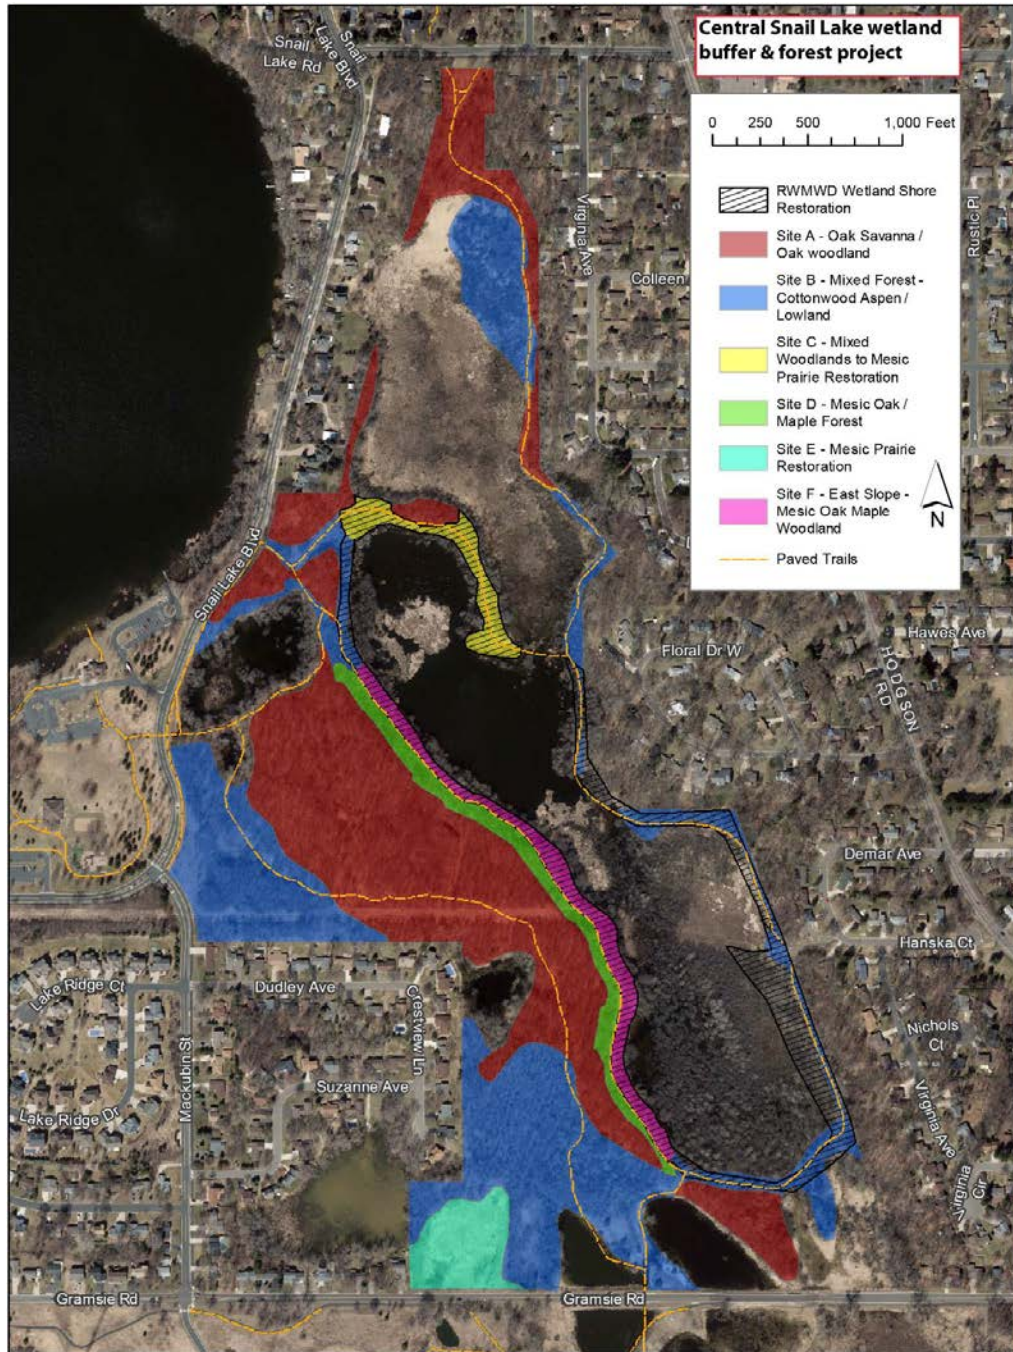 Central Snail Lake wetland
buffer & forest project
0 250 500 1,000 Feet
RWMWD Wetland Shore
Restoration
Site A - Oak Savanna /
Oak woodland
Site B - Mixed Forest -
Cottonwood Aspen /
Lowland
Site C - Mixed
Woodlands to Mesic
Prairie Restoration
Site D - Mesic Oak /
Maple Forest
Site E - Mesic Prairie
Restoration
Site F - East Slope -
Mesic Oak Maple
Woodland
Paved Trails
N
Snail
Lake Rd
Snail
Lake Blvd
Virginia Ave
Colleen
Rustic Pl
Snail Lake Blvd
Floral Dr W
Hawes Ave
HODGSON
RD
Demar Ave
Hanska Ct
Lake Ridge Ct
Dudley Ave
Crestview Ln
Nichols
Ct
Mackubin St
Suzanne Ave
Lake Ridge Dr
Virginia Ave
Virginia
Cir
Gramsie Rd
Gramsie Rd